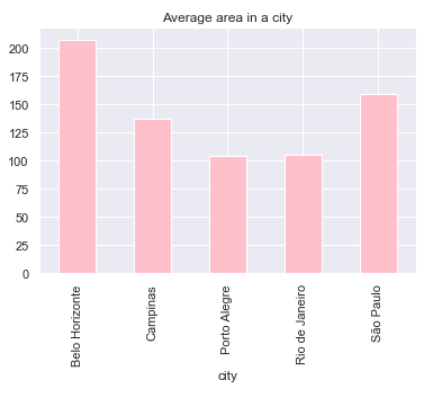 Average area in a city
200
175
150
125
100
75
50
25
0
Belo Horizonte
Campinas
Porto Alegre
Rio de Janeiro
São Paulo
city